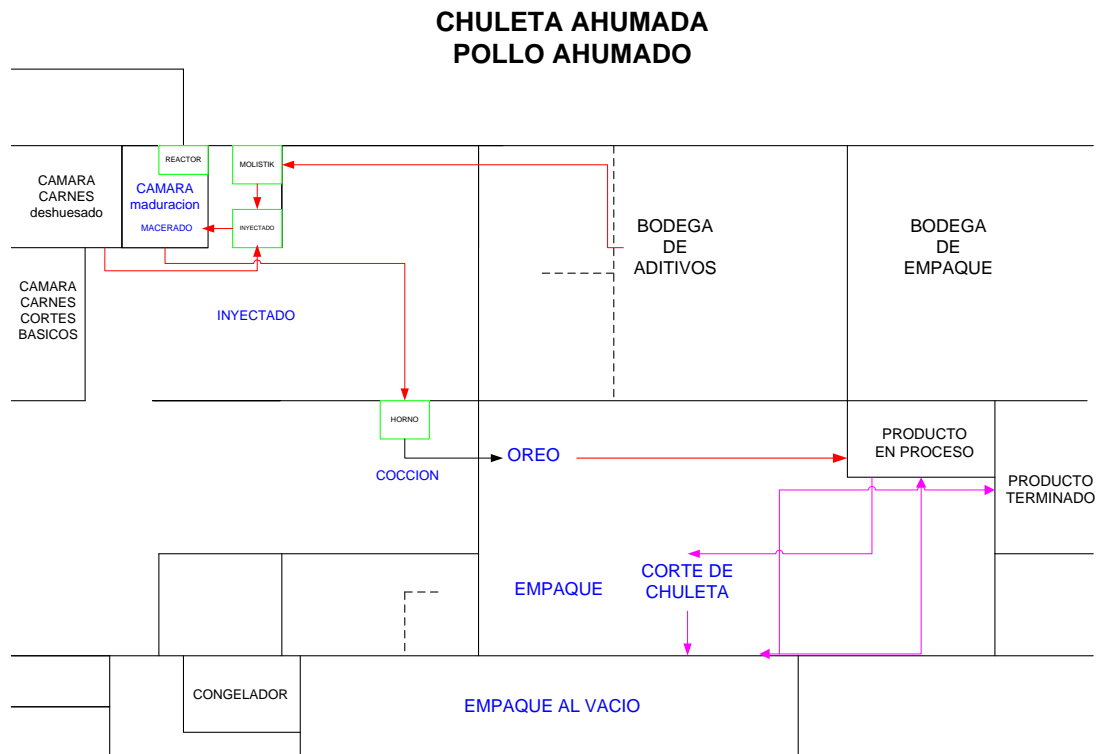 CHULETA AHUMADA
POLLO AHUMADO
REACTOR
MOLISTIK
CAMARA
CARNES
deshuesado
CAMARA
maduracion
MACERADO
INYECTADO
BODEGA
DE
ADITIVOS
BODEGA
DE
EMPAQUE
CAMARA
CARNES
CORTES
BASICOS
INYECTADO
HORNO
COCCION
OREO
PRODUCTO
EN PROCESO
PRODUCTO
TERMINADO
EMPAQUE
CORTE DE
CHULETA
CONGELADOR
EMPAQUE AL VACIO